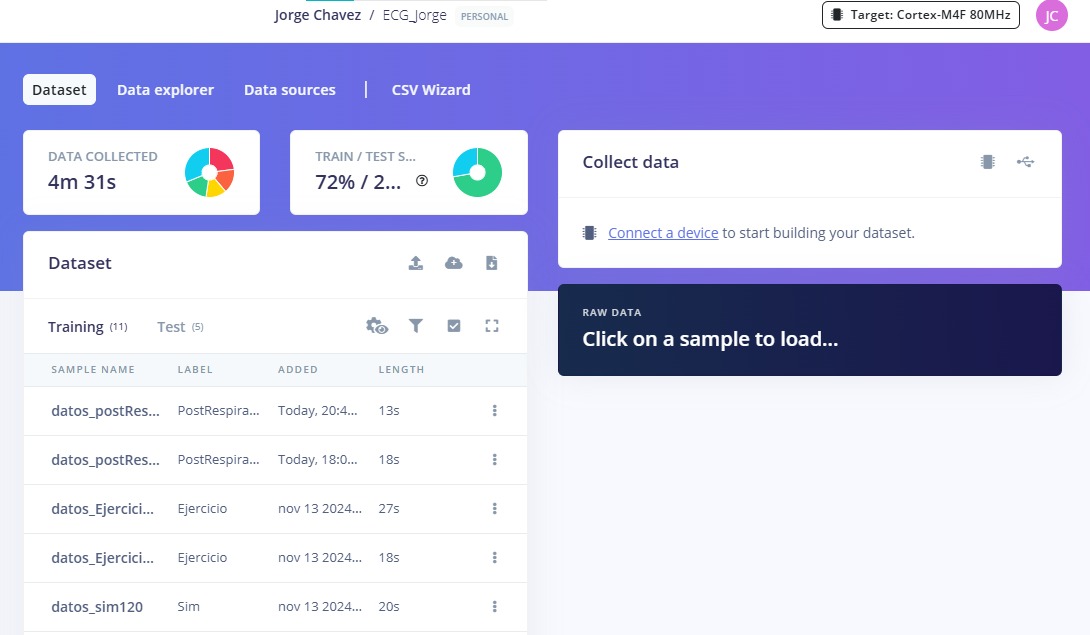 Jorge Chavez / ECG_Jorge PERSONAL
Target: Cortex-M4F 80MHz
JC
Dataset Data explorer Data sources | CSV Wizard
DATA COLLECTED
4m 31s
TRAIN / TEST S...
72% / 2... ?
Collect data
Connect a device to start building your dataset.
Dataset
RAW DATA
Click on a sample to load...
Training (11) Test (5)
SAMPLE NAME LABEL ADDED LENGTH
datos_postRes... PostRespira... Today, 20:4... 13s
datos_postRes... PostRespira... Today, 18:0... 18s
datos_Ejercici... Ejercicio nov 13 2024... 27s
datos_Ejercici... Ejercicio nov 13 2024... 18s
datos_sim120 Sim nov 13 2024... 20s